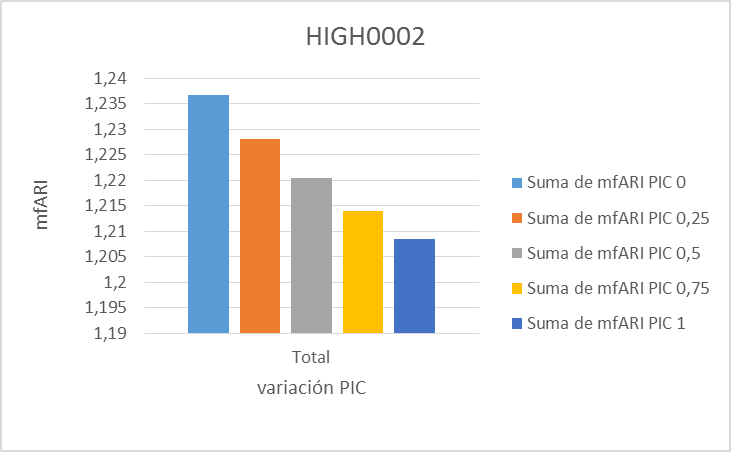 HIGH0002
1,24
1,235
1,23
1,225
1,22
1,215
1,21
1,205
1,2
1,195
1,19
mfARI
Total
variación PIC
Suma de mfARI PIC 0
Suma de mfARI PIC 0,25
Suma de mfARI PIC 0,5
Suma de mfARI PIC 0,75
Suma de mfARI PIC 1